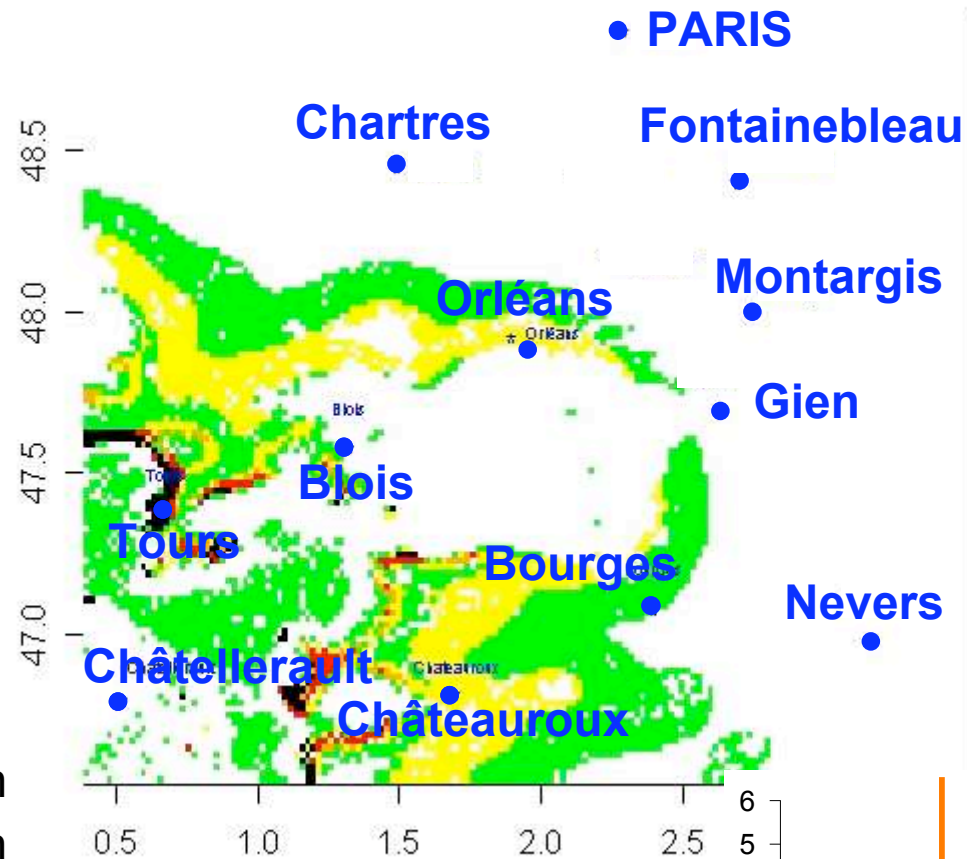 PARIS
Chartres
Fontainebleau
48.5
Montargis
48.0
Orléans
* Orléans
Gien
Blois
Blois
47.5
Tours
Bourges
Nevers
47.0
Châtellerault
Chateauroux
Châteauroux
n
n
0.5 1.0 1.5 2.0 2.5
6
5